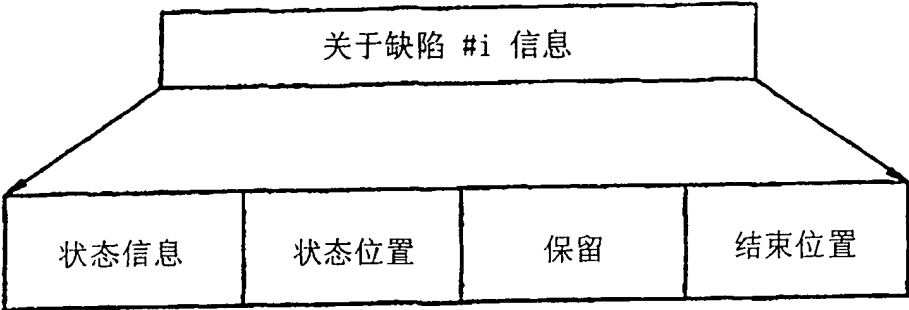 关于缺陷 #i 信息
状态信息
状态位置
保留
结束位置